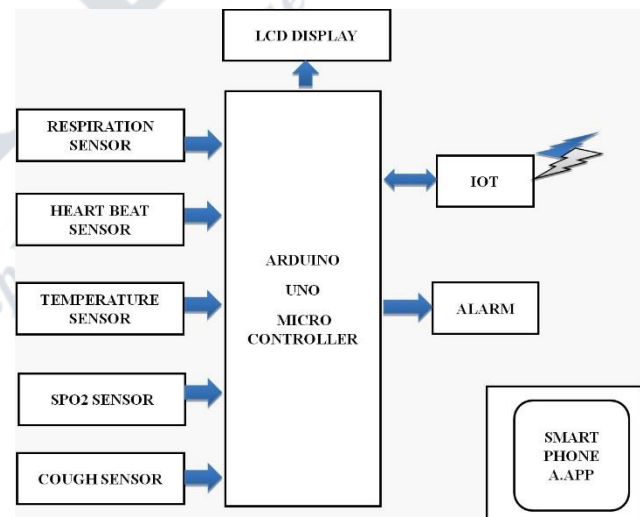 LCD DISPLAY
RESPIRATION
SENSOR
HEART BEAT
SENSOR
TEMPERATURE
SENSOR
SPO2 SENSOR
COUGH SENSOR
ARDUINO
UNO
MICRO
CONTROLLER
IOT
ALARM
SMART
PHONE
A.APP